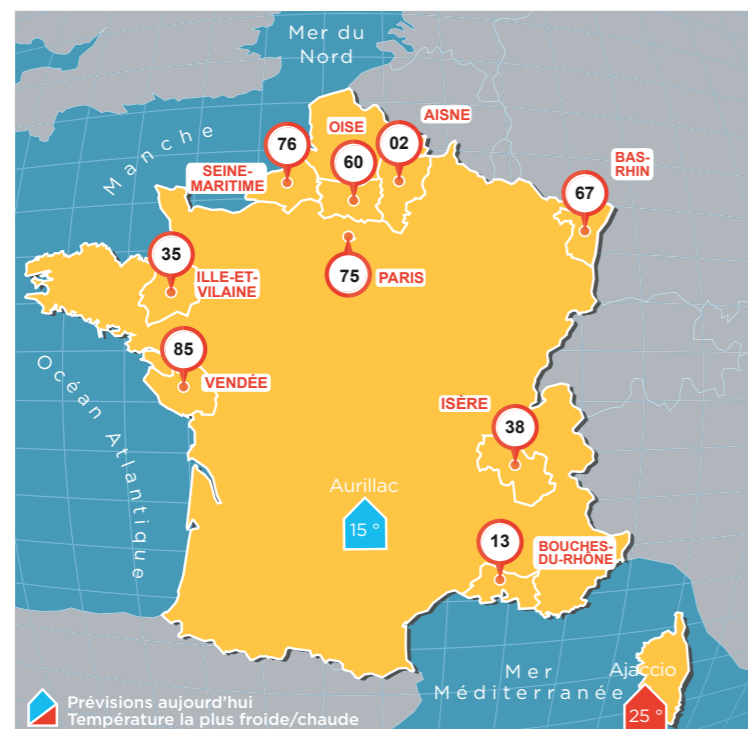 Mer du
Nord
Manche
AISNE
OISE
02
76
60
SEINE-
MARITIME
BAS-
RHIN
67
35
ILLE-ET-
VILAINE
75
PARIS
85
VENDÉE
Océan Atlantique
ISÈRE
38
Aurillac
15 °
13
BOUCHES-
DU-RHÔNE
Mer
Méditerranée
Ajaccio
25 °
Prévisions aujourd'hui
Température la plus froide/chaude